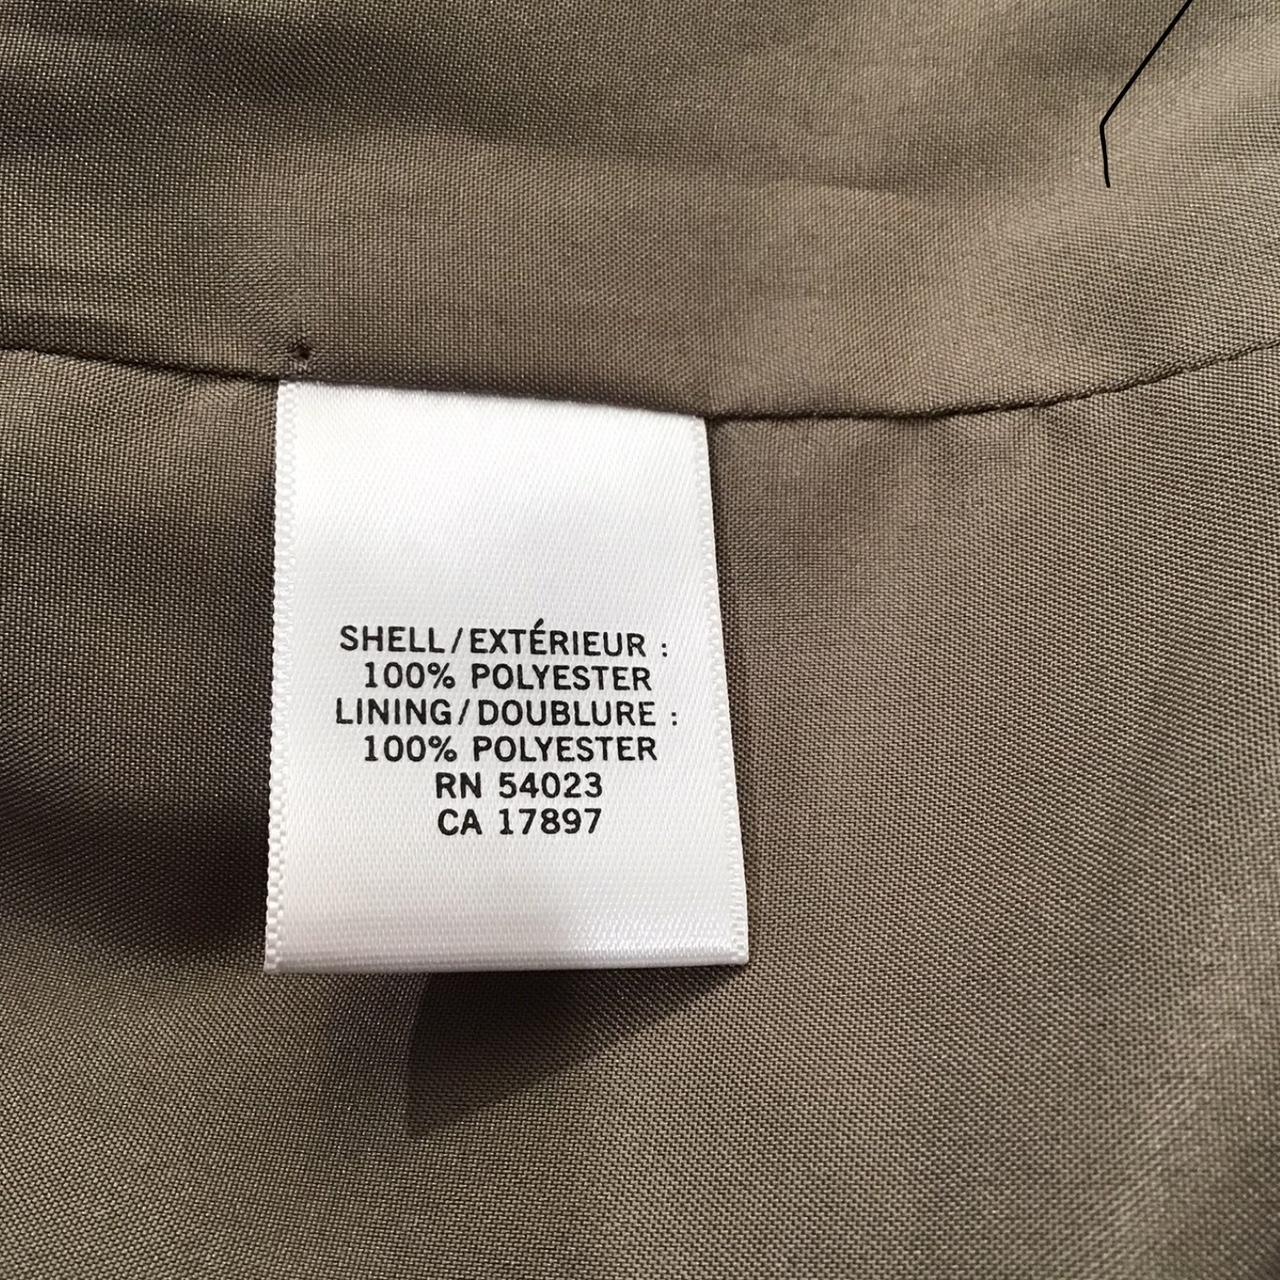 SHELL/EXTÉRIEUR :
100% POLYESTER
LINING/DOUBLURE :
100% POLYESTER
RN 54023
CA 17897